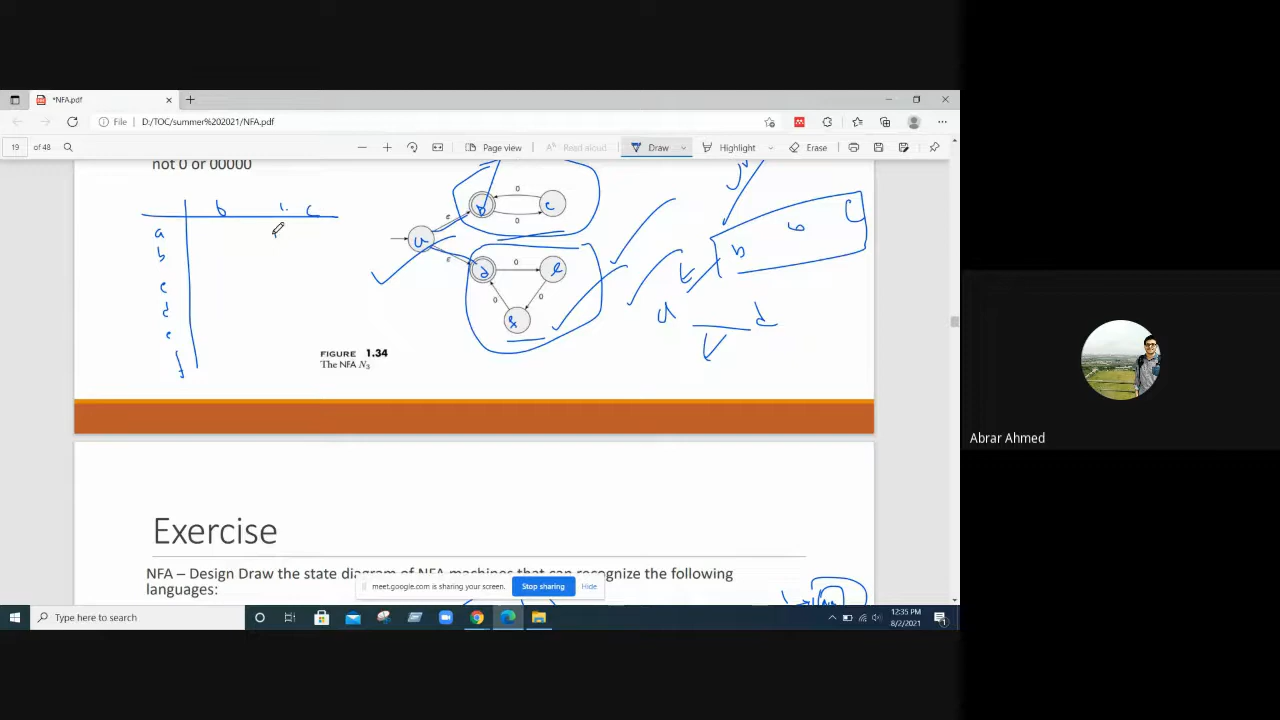 *NFA.pdf
File D:/TOC/summer%202021/NFA.pdf
19 of 48 Page view Read aloud Draw Highlight Erase
not 0 or 00000
b 1. c
a
b
c
d
e
f
0
0
b c
ε
a
ε
0
d e
0 0
f
b b c
ε
d d
FIGURE 1.34
The NFA N3
Exercise
NFA – Design Draw the state diagram of NFA machines that can recognize the following
languages:
meet.google.com is sharing your screen. Stop sharing Hide
Type here to search
12:35 PM
8/2/2021
1
Abrar Ahmed